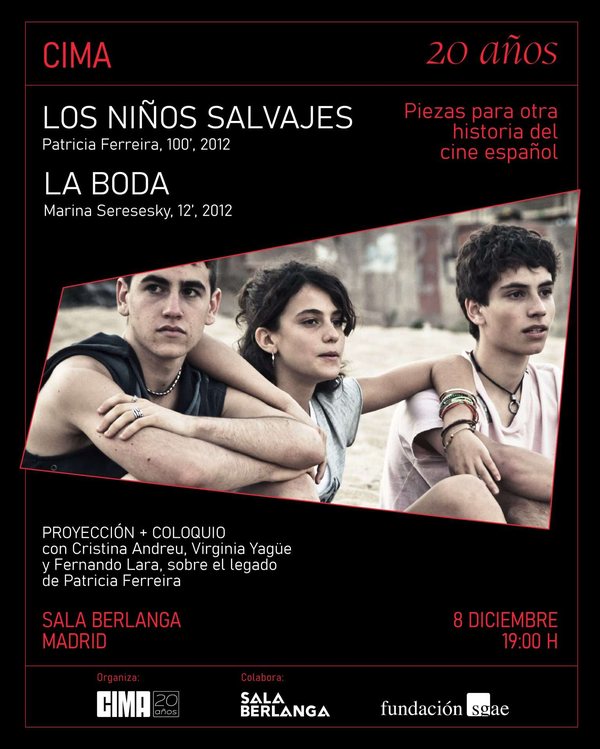 CIMA
20 años
LOS NIÑOS SALVAJES
Patricia Ferreira, 100’, 2012
Piezas para otra
historia del
cine español
LA BODA
Marina Seresesky, 12’, 2012
PROYECCIÓN + COLOQUIO
con Cristina Andreu, Virginia Yagüe
y Fernando Lara, sobre el legado
de Patricia Ferreira
SALA BERLANGA
MADRID
8 DICIEMBRE
19:00 H
Organiza:
CIMA 20 años
Colabora:
SALA
BERLANGA
fundación sgae